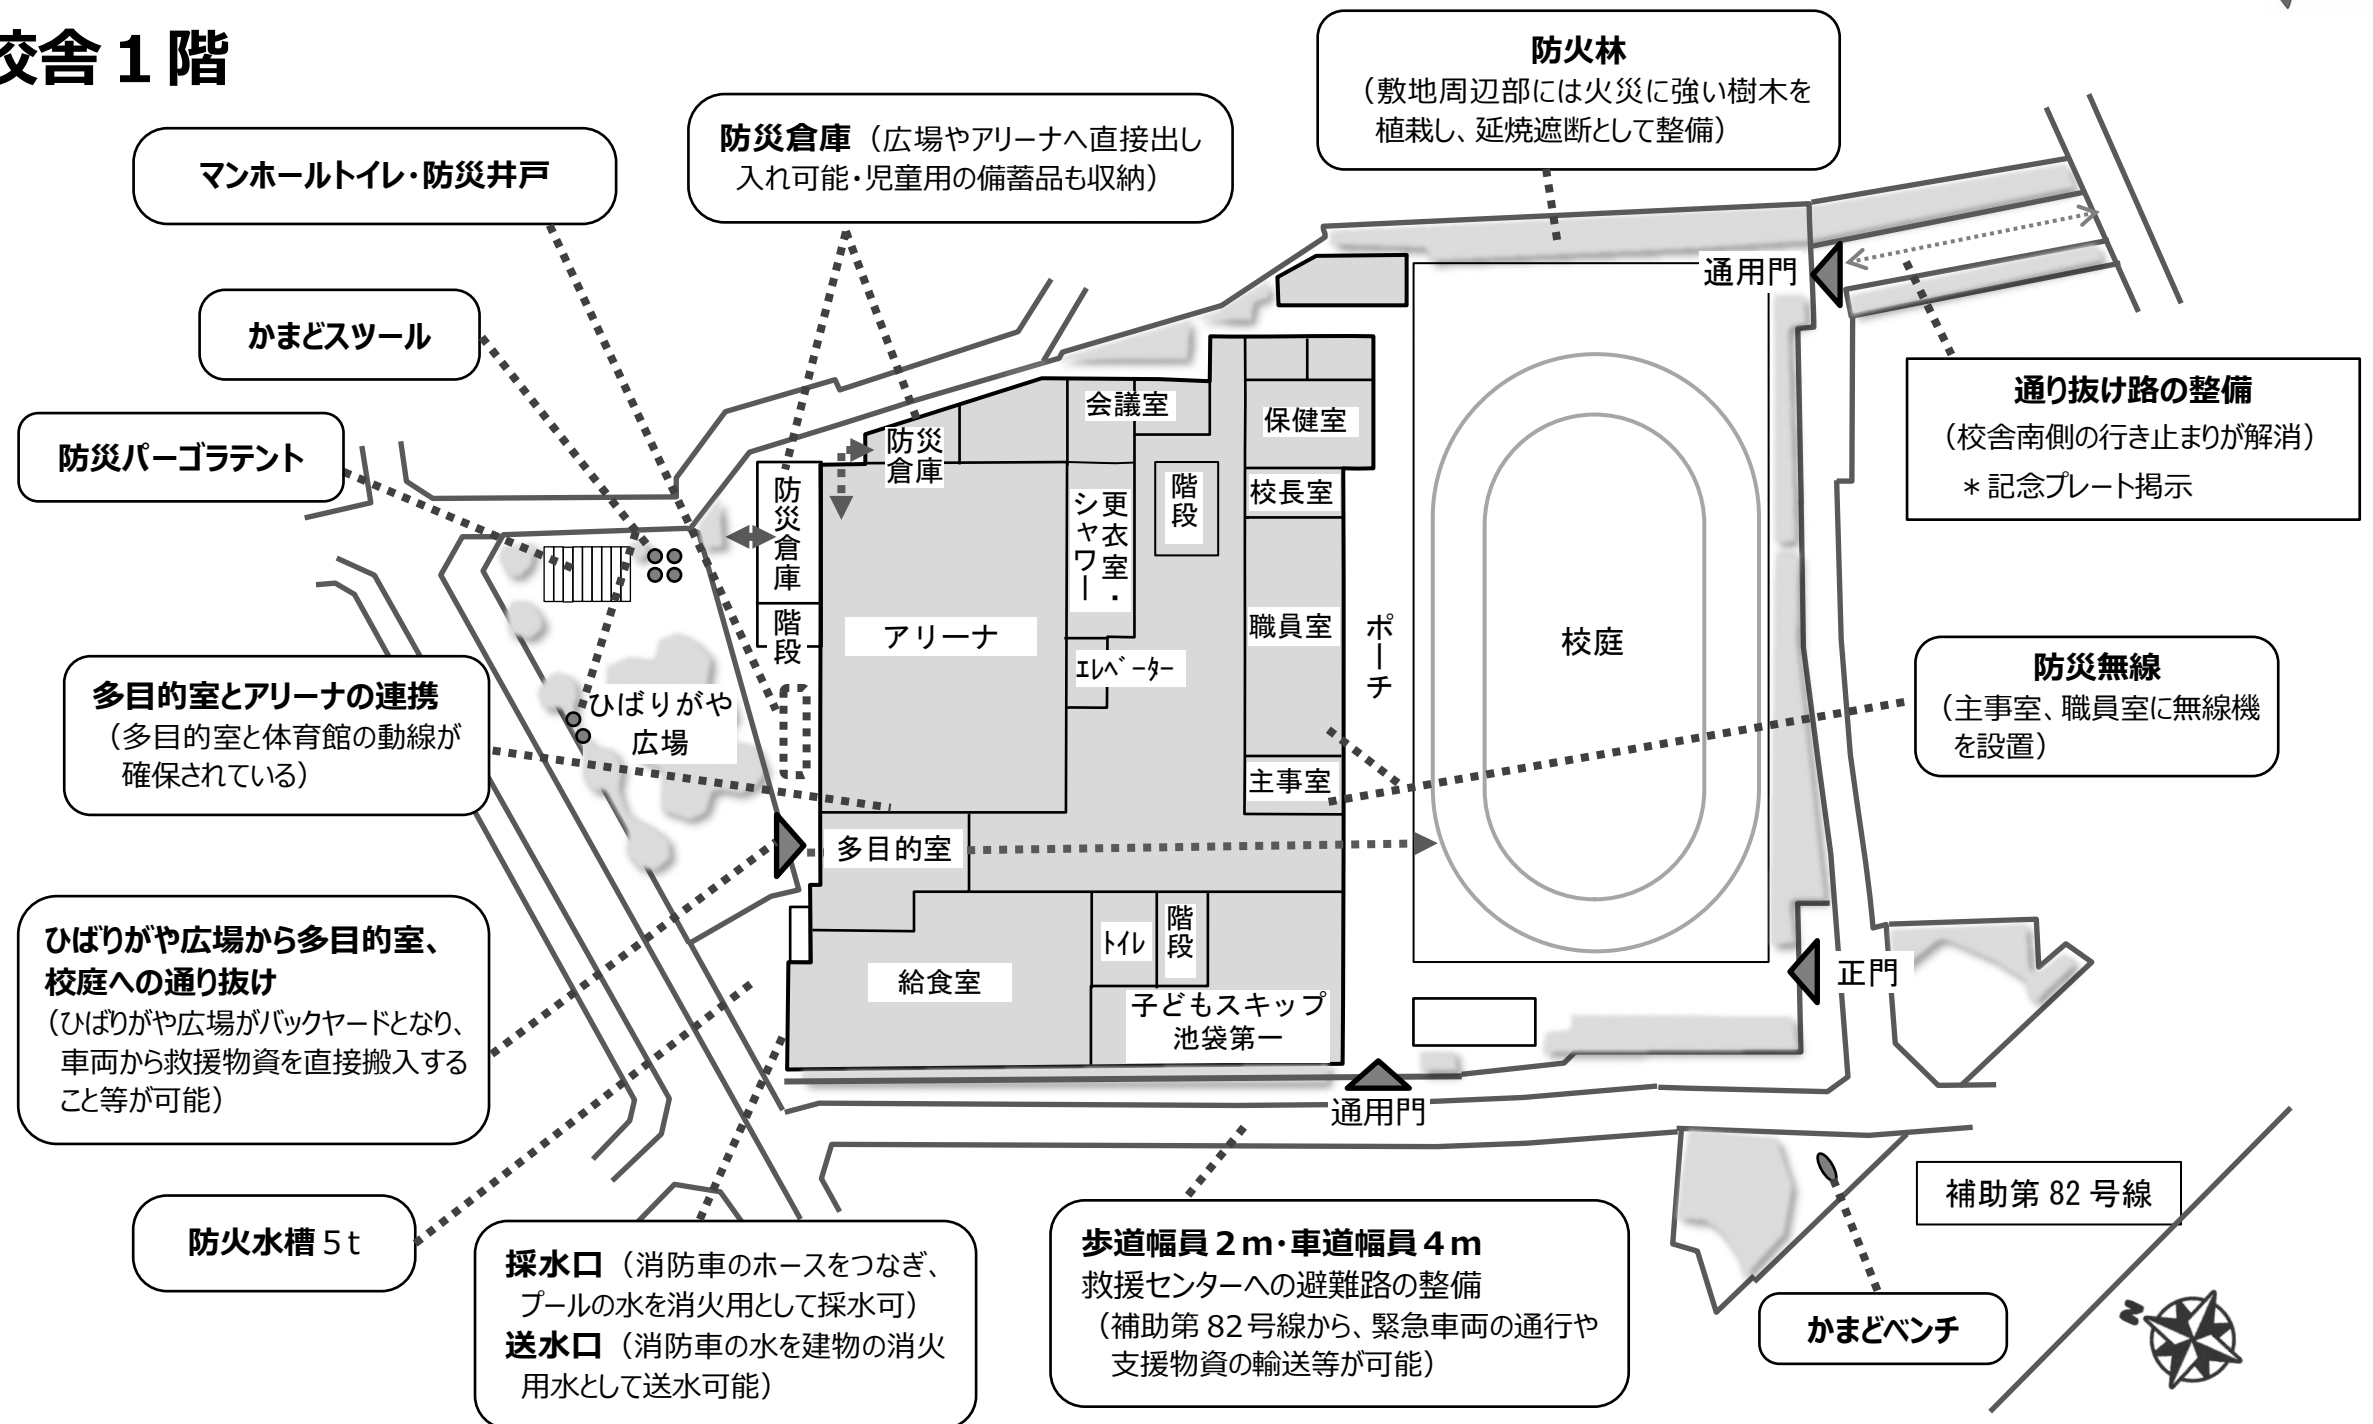 校舎１階
防火林
（敷地周辺部には火災に強い樹木を
植栽し、延焼遮断として整備）
防災倉庫（広場やアリーナへ直接出し
入れ可能・児童用の備蓄品も収納）
マンホールトイレ・防災井戸
かまどスツール
防災パーゴラテント
通用門
通り抜け路の整備
（校舎南側の行き止まりが解消）
＊記念プレート掲示
会議室
保健室
防災
倉庫
校長室
階段
更衣室・
シャワー
防災倉庫
階段
アリーナ
職員室
ポーチ
校庭
エレベーター
ひばりがや
広場
多目的室とアリーナの連携
（多目的室と体育館の動線が
確保されている）
防災無線
（主事室、職員室に無線機
を設置）
主事室
多目的室
ひばりがや広場から多目的室、
校庭への通り抜け
（ひばりがや広場がバックヤードとなり、
車両から救援物資を直接搬入する
こと等が可能）
トイレ
階段
給食室
子どもスキップ
池袋第一
正門
通用門
防火水槽５ｔ
採水口（消防車のホースをつなぎ、
プールの水を消火用として採水可）
送水口（消防車の水を建物の消火
用水として送水可能）
歩道幅員２ｍ・車道幅員４ｍ
救援センターへの避難路の整備
（補助第 82 号線から、緊急車両の通行や
支援物資の輸送等が可能）
補助第 82 号線
かまどベンチ
N